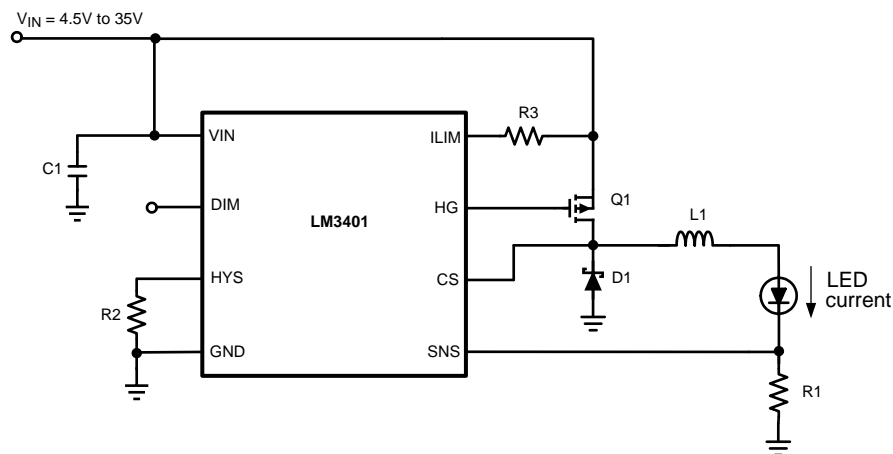 VIN = 4.5V to 35V
R3
VIN
ILIM
C1
Q1
DIM
HG
L1
LM3401
HYS
CS
D1
LED
current
R2
GND
SNS
R1